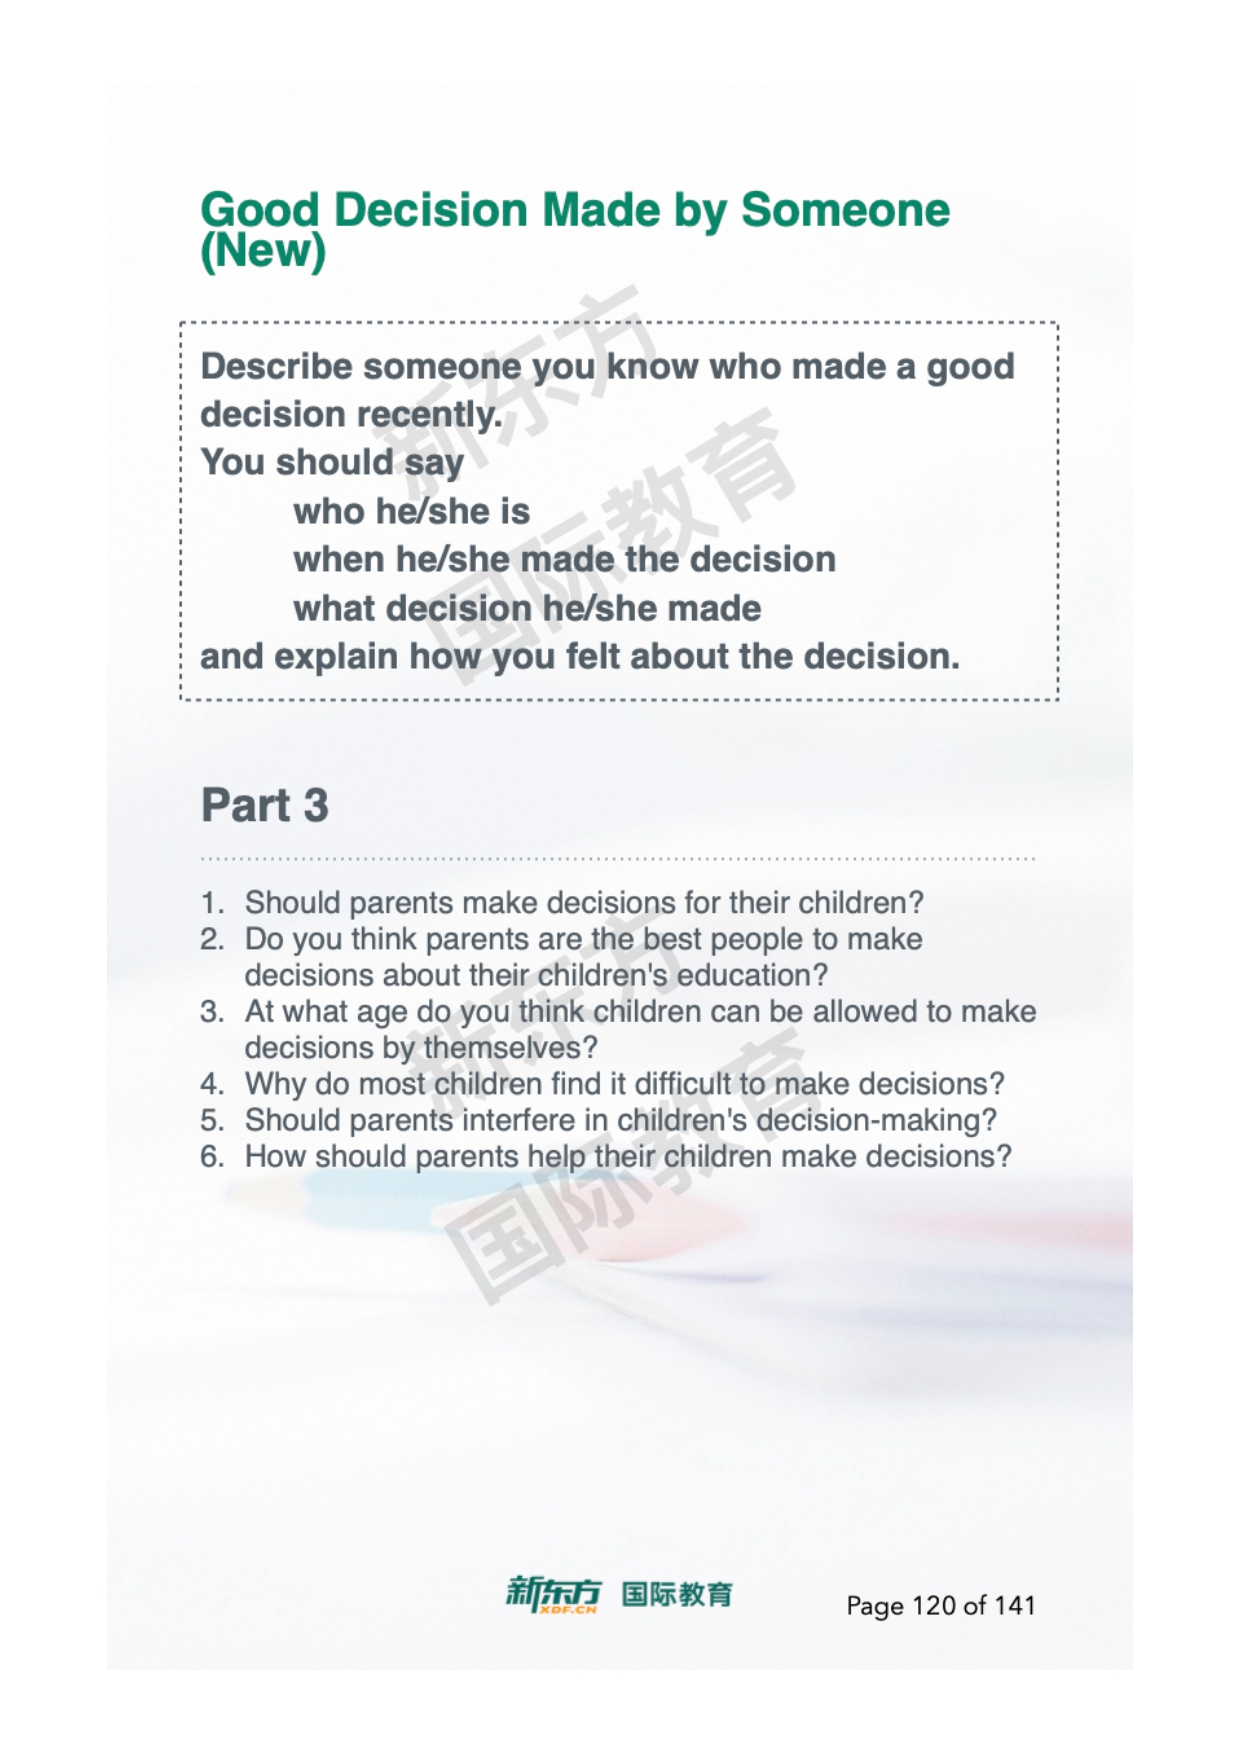 Good Decision Made by Someone
(New)
Describe someone you know who made a good
decision recently.
You should say
who he/she is
when he/she made the decision
what decision he/she made
and explain how you felt about the decision.
新东方
国际教育
Part 3
1. Should parents make decisions for their children?
2. Do you think parents are the best people to make
decisions about their children's education?
3. At what age do you think children can be allowed to make
decisions by themselves?
4. Why do most children find it difficult to make decisions?
5. Should parents interfere in children's decision-making?
6. How should parents help their children make decisions?
新东方
国际教育
新东方 国际教育
XDF.CN
Page 120 of 141